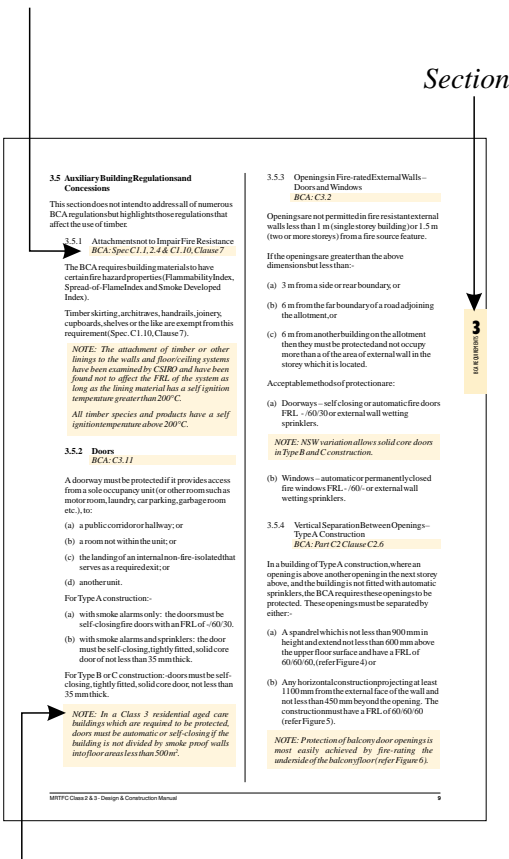 Section
3.5 Auxiliary Building Regulations and
Concessions
This section does not intend to address all of numerous
BCA regulations but highlights those regulations that
affect the use of timber.
3.5.1 Attachments not to Impair Fire Resistance
BCA: Spec C1.1, 2.4 & C1.10, Clause 7
The BCA requires building materials to have
certain fire hazard properties (Flammability Index,
Spread-of-Flame Index and Smoke Developed
Index).
Timber skirting, architraves, handrails, joinery,
cupboards, shelves or the like are exempt from this
requirement (Spec. C1.10, Clause 7).
NOTE: The attachment of timber or other
linings to the walls and floor/ceiling systems
have been examined by CSIRO and have been
found not to affect the FRL of the system as
long as the lining material has a self ignition
temperature greater than 200°C.
All timber species and products have a self
ignition temperature above 200°C.
3.5.2 Doors
BCA: C3.11
A doorway must be protected if it provides access
from a sole occupancy unit (or other room such as
motor room, laundry, car parking, garbage room
etc.), to:
(a) a public corridor or hallway; or
(b) a room not within the unit; or
(c) the landing of an internal non-fire-isolated that
serves as a required exit; or
(d) another unit.
For Type A construction:-
(a) with smoke alarms only: the doors must be
self-closing fire doors with an FRL of -/60/30.
(b) with smoke alarms and sprinklers: the door
must be self-closing, tightly fitted, solid core
door of not less than 35 mm thick.
For Type B or C construction:-doors must be self-
closing, tightly fitted, solid core door, not less than
35 mm thick.
NOTE: In a Class 3 residential aged care
buildings which are required to be protected,
doors must be automatic or self-closing if the
building is not divided by smoke proof walls
into floor areas less than 500 m².
3.5.3 Openings in Fire-rated External Walls –
Doors and Windows
BCA: C3.2
Openings are not permitted in fire resistant external
walls less than 1 m (single storey building) or 1.5 m
(two or more storeys) from a fire source feature.
If the openings are greater than the above
dimensions but less than:-
(a) 3 m from a side or rear boundary, or
(b) 6 m from the far boundary of a road adjoining
the allotment, or
(c) 6 m from another building on the allotment
then they must be protected and not occupy
more than a of the area of external wall in the
storey which it is located.
Acceptable methods of protection are:
(a) Doorways – self closing or automatic fire doors
FRL - /60/30 or external wall wetting
sprinklers.
NOTE: NSW variation allows solid core doors
in Type B and C construction.
(b) Windows – automatic or permanently closed
fire windows FRL - /60/- or external wall
wetting sprinklers.
3.5.4 Vertical Separation Between Openings –
Type A Construction
BCA: Part C2 Clause C2.6
In a building of Type A construction, where an
opening is above another opening in the next storey
above, and the building is not fitted with automatic
sprinklers, the BCA requires these openings to be
protected. These openings must be separated by
either:-
(a) A spandrel which is not less than 900 mm in
height and extend not less than 600 mm above
the upper floor surface and have a FRL of
60/60/60, (refer Figure 4) or
(b) Any horizontal construction projecting at least
1100 mm from the external face of the wall and
not less than 450 mm beyond the opening. The
construction must have a FRL of 60/60/60
(refer Figure 5).
NOTE: Protection of balcony door openings is
most easily achieved by fire-rating the
underside of the balcony floor (refer Figure 6).
3
BCA REQUIREMENTS
MRTFC Class 2 & 3 - Design & Construction Manual 9